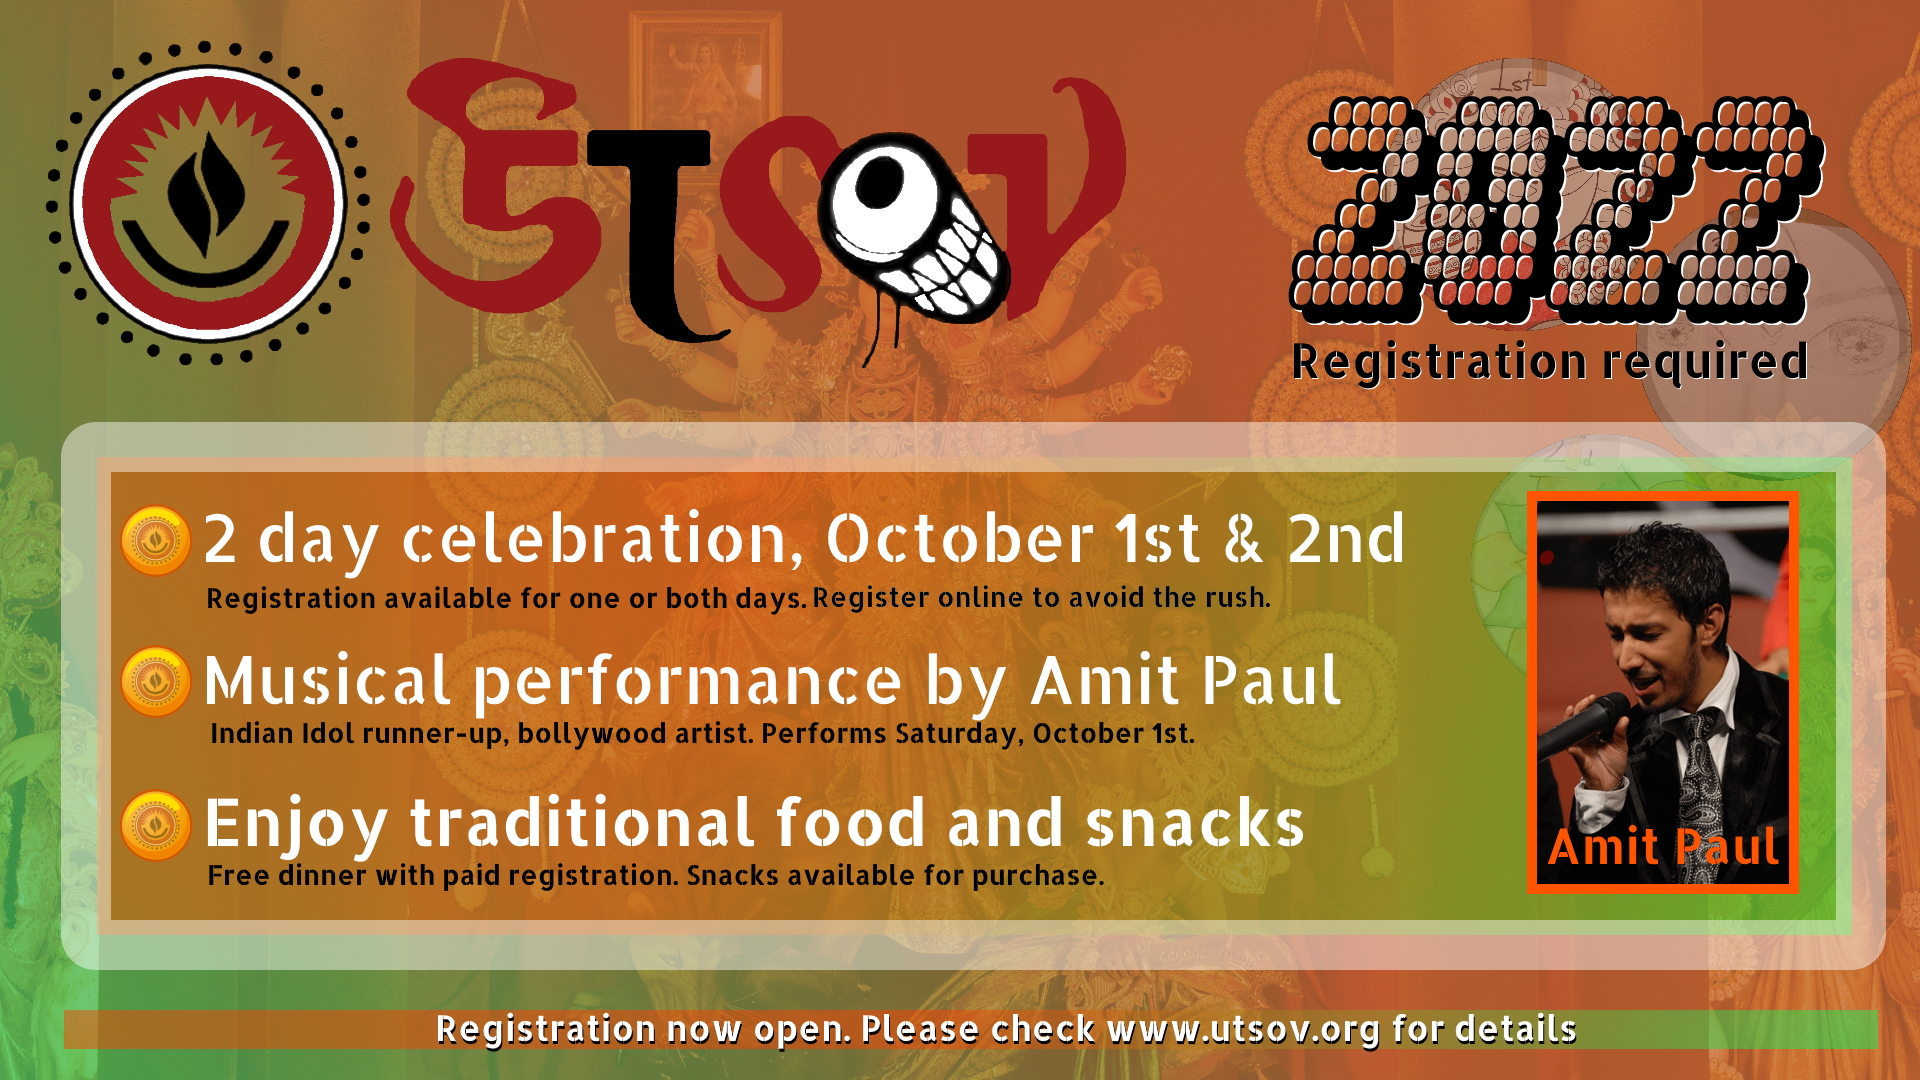 Utsov
2022
1st
Registration required
2nd
2 day celebration, October 1st & 2nd
Registration available for one or both days. Register online to avoid the rush.
Musical performance by Amit Paul
Indian Idol runner-up, bollywood artist. Performs Saturday, October 1st.
Enjoy traditional food and snacks
Free dinner with paid registration. Snacks available for purchase.
Amit Paul
Registration now open. Please check www.utsov.org for details